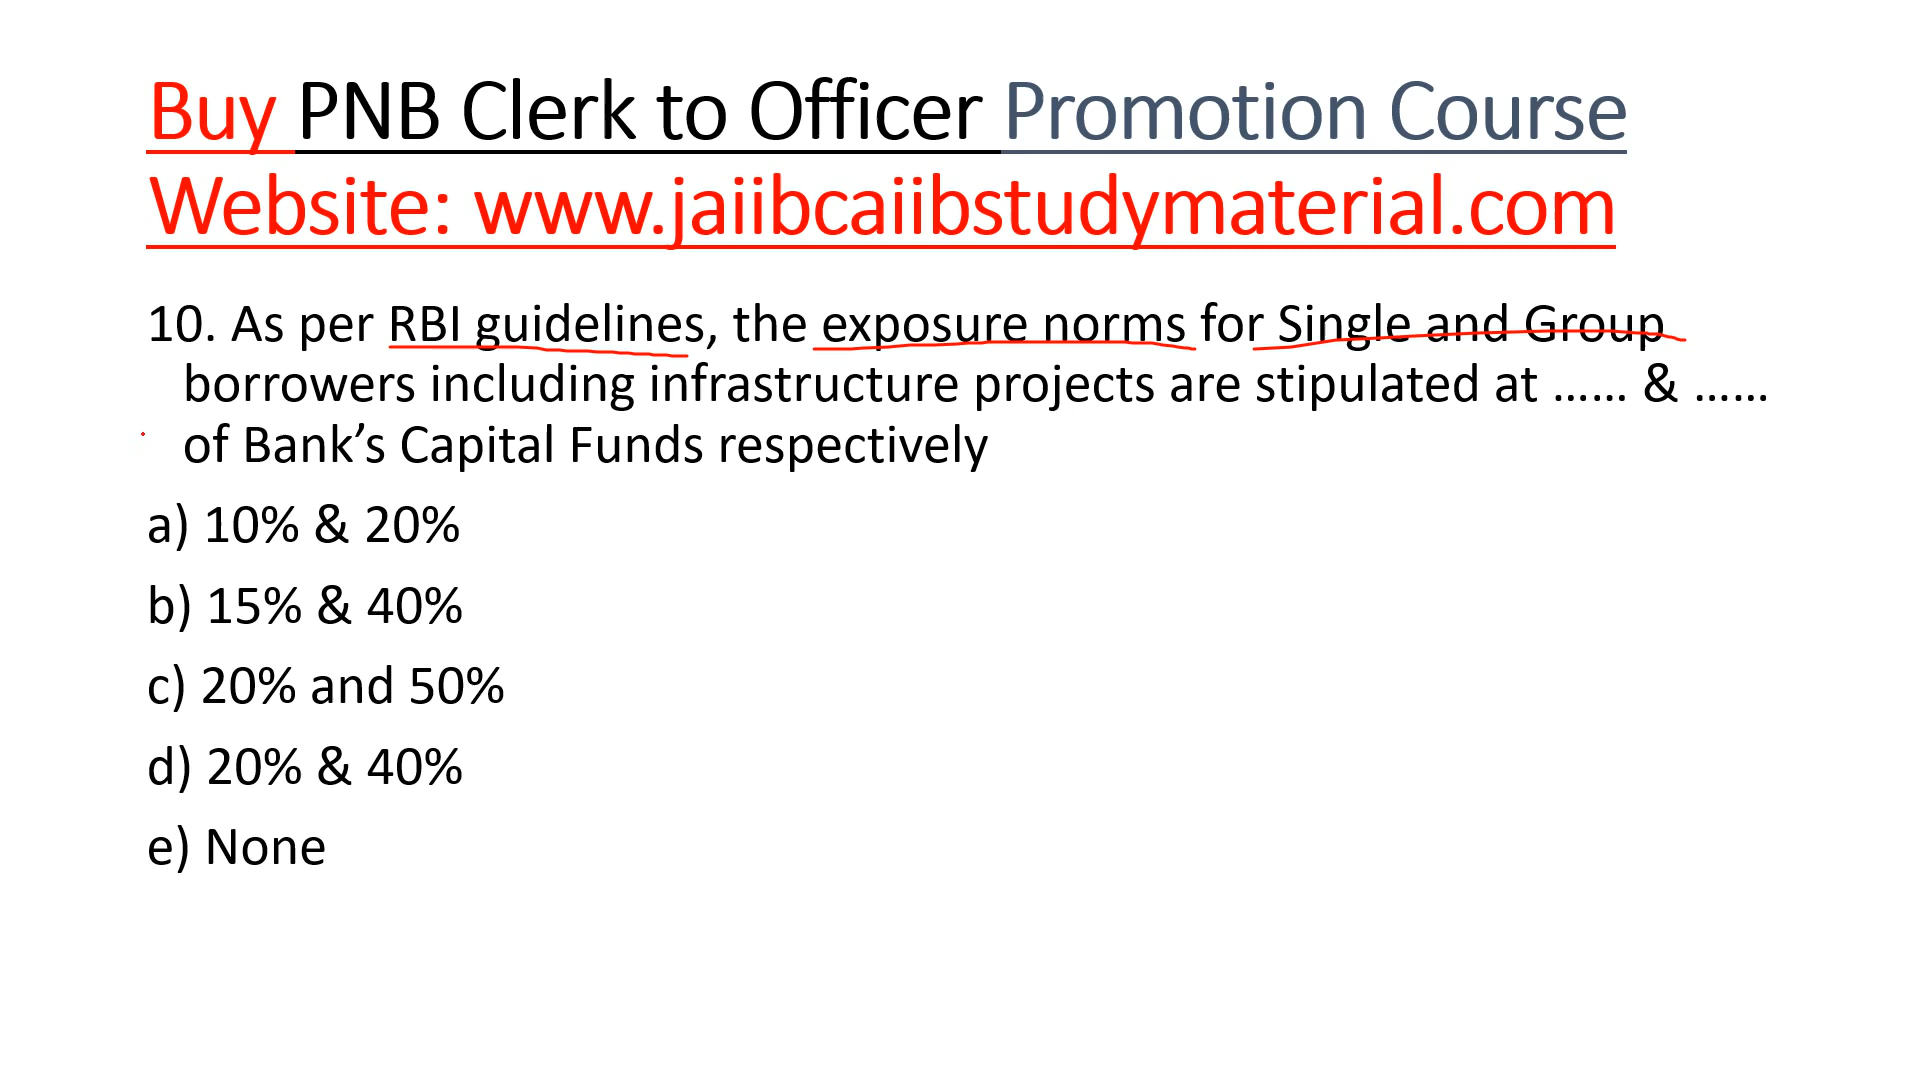 Buy PNB Clerk to Officer Promotion Course
Website: www.jaiibcaiibstudymaterial.com
10. As per RBI guidelines, the exposure norms for Single and Group
borrowers including infrastructure projects are stipulated at …… & ……
of Bank’s Capital Funds respectively
a) 10% & 20%
b) 15% & 40%
c) 20% and 50%
d) 20% & 40%
e) None